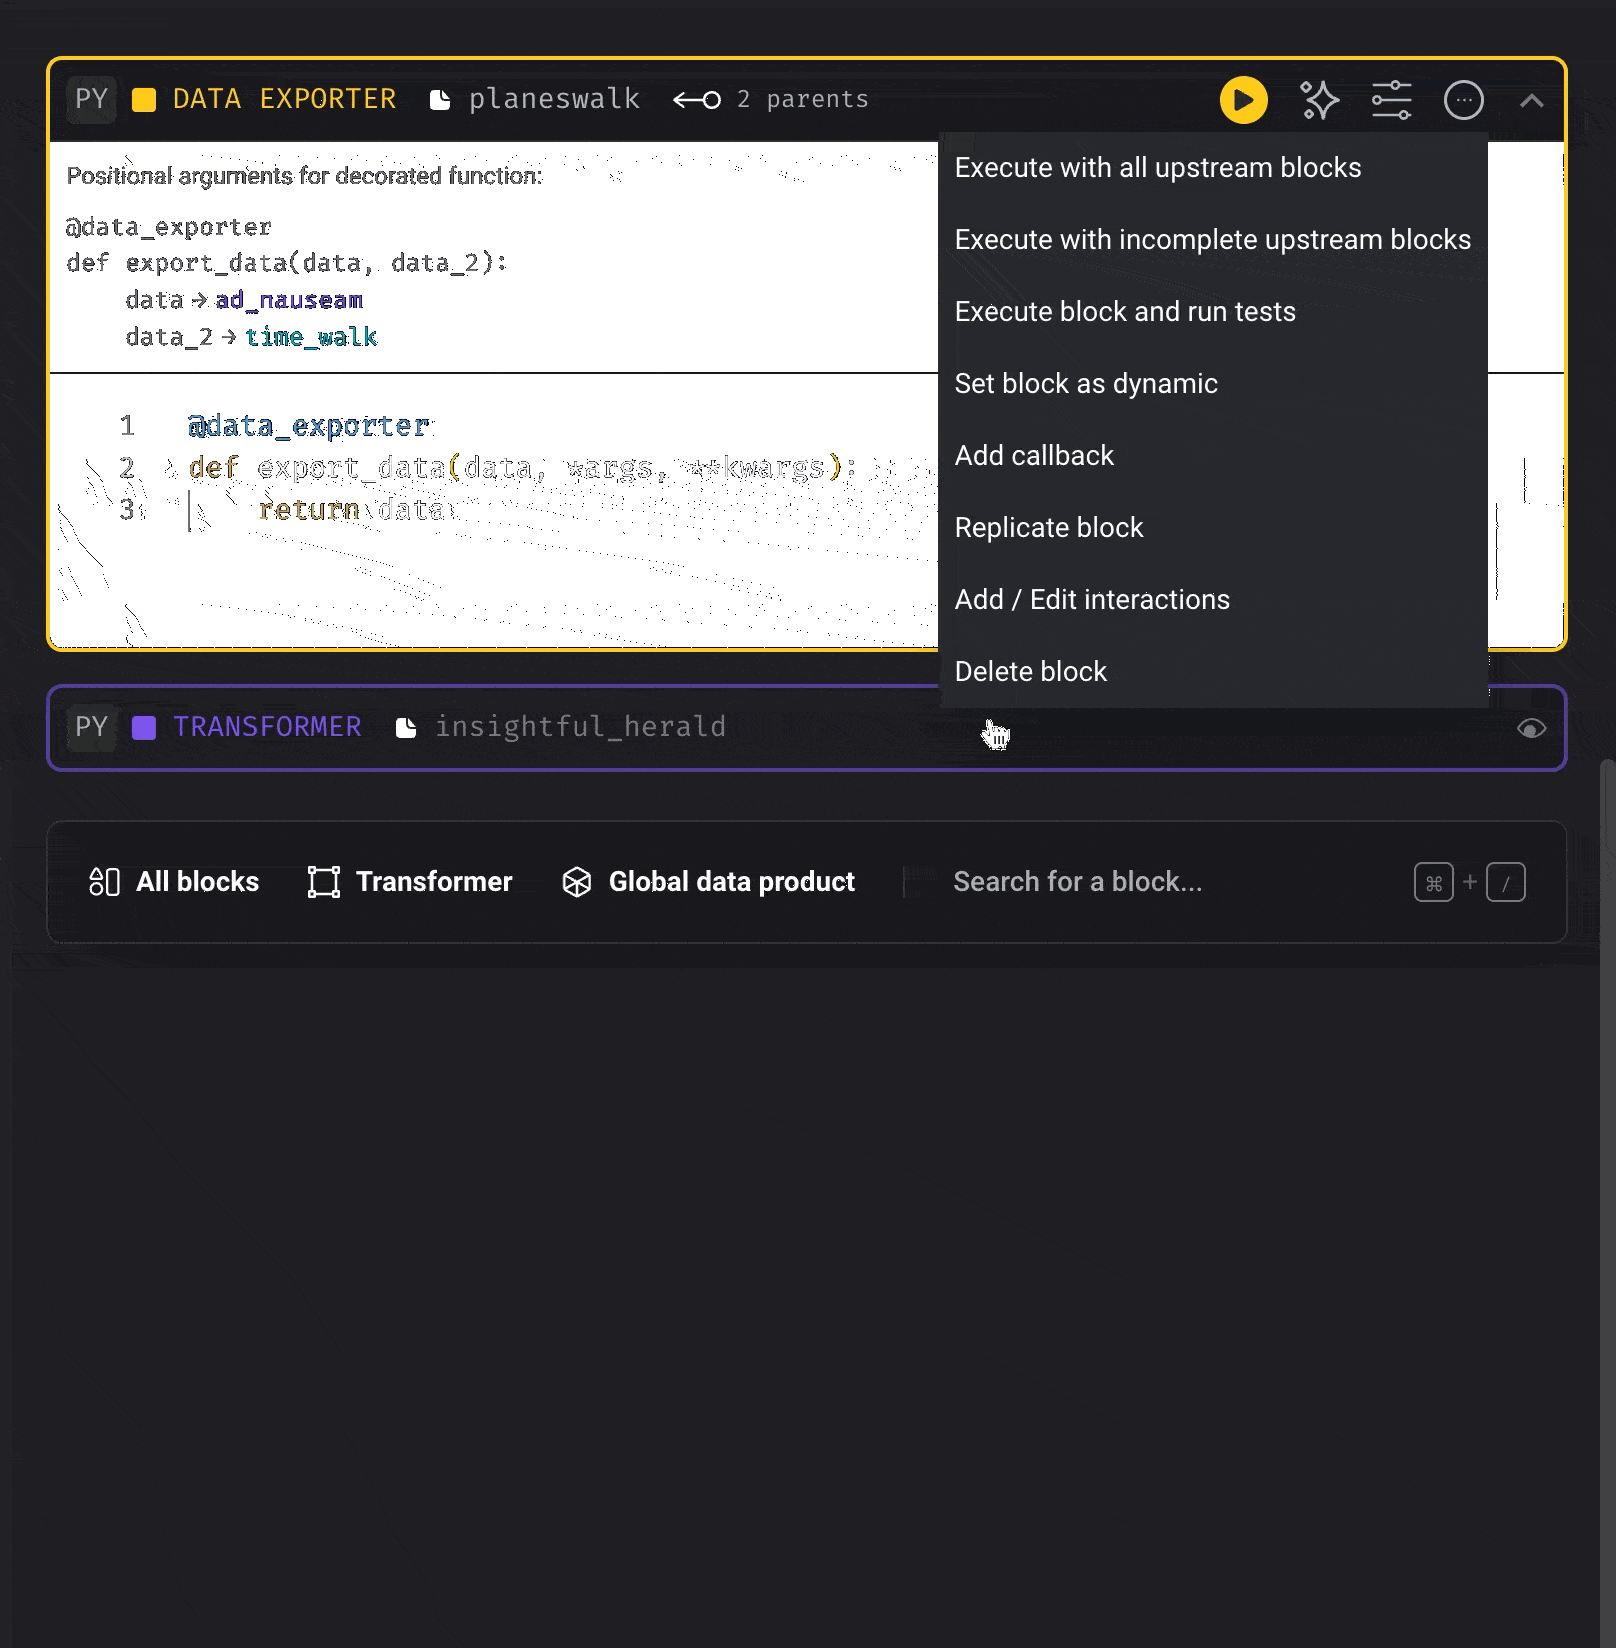 PY DATA EXPORTER planeswalk 2 parents
Positional arguments for decorated function:
@data_exporter
def export_data(data, data_2):
data → ad_nauseam
data_2 → time_walk
1 @data_exporter
2 def export_data(data, *args, **kwargs):
3 return data
Execute with all upstream blocks
Execute with incomplete upstream blocks
Execute block and run tests
Set block as dynamic
Add callback
Replicate block
Add / Edit interactions
Delete block
PY TRANSFORMER insightful_herald
All blocks Transformer Global data product Search for a block... ⌘ + /